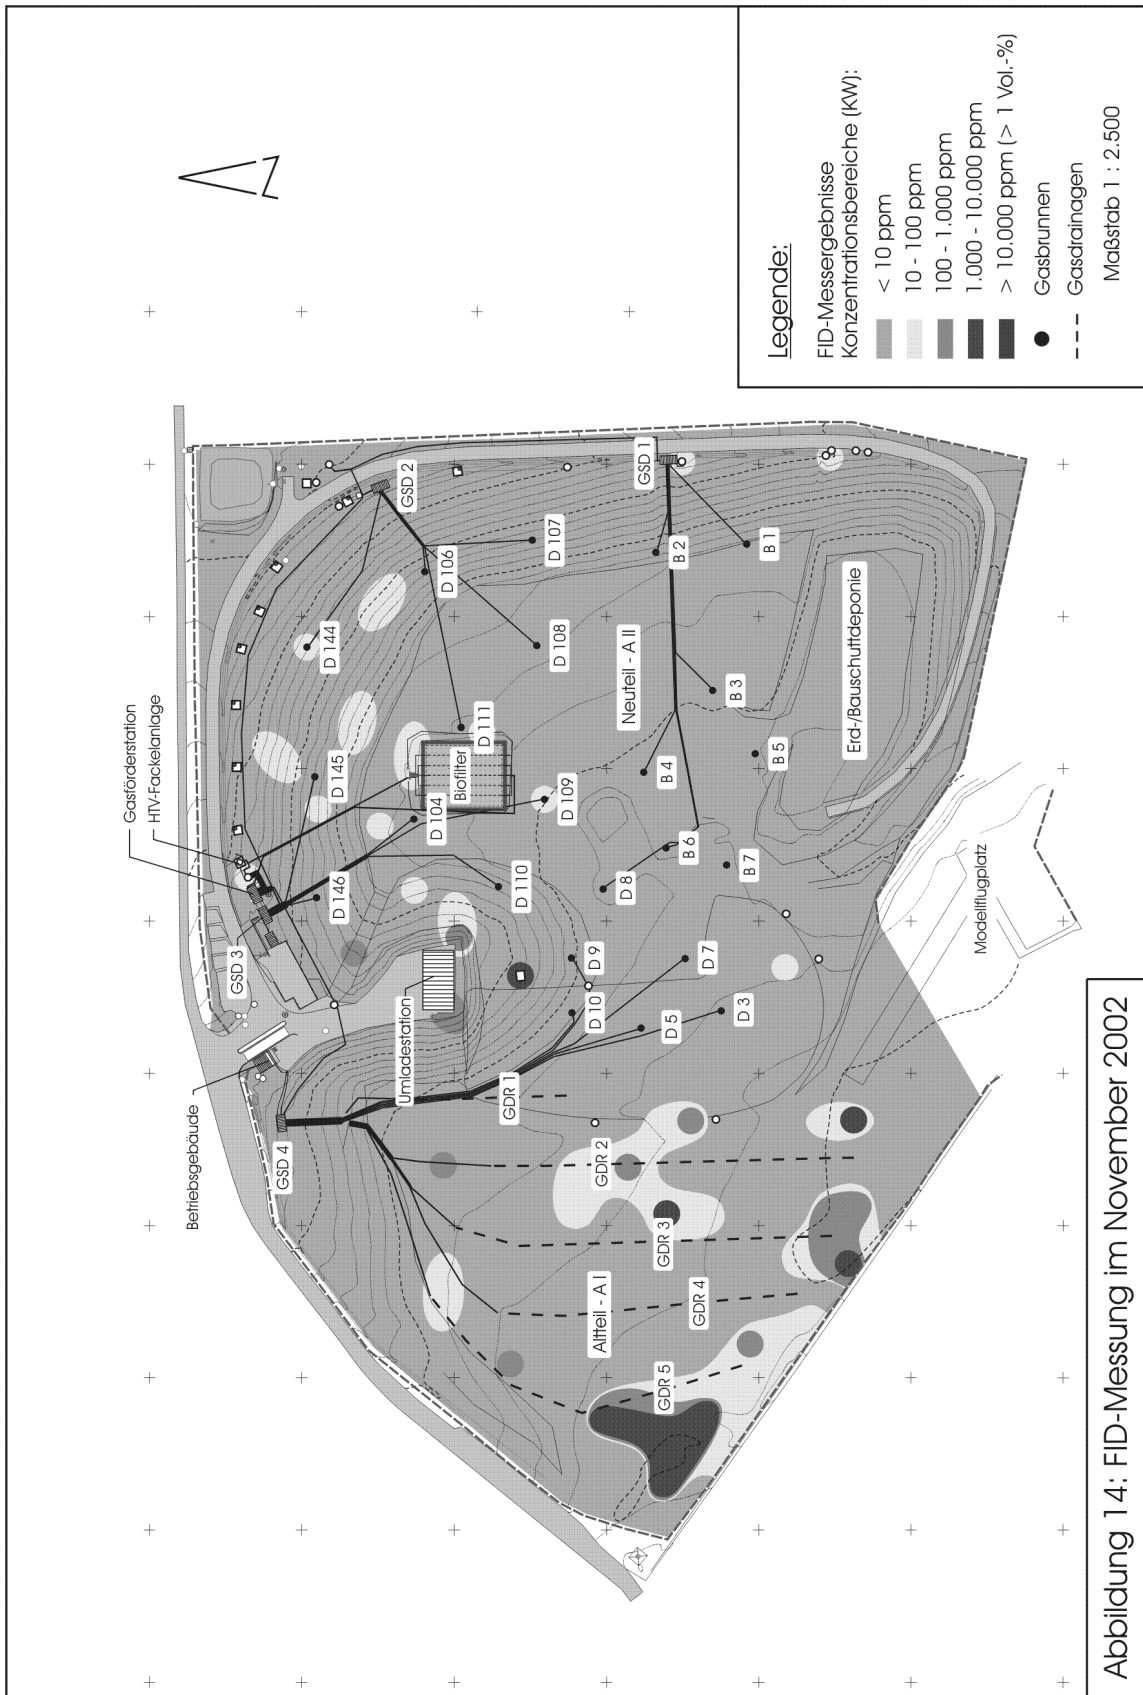 Gasförderstation
HTV-Fackelanlage
Betriebsgebäude
GSD 4
GSD 3
D 146
D 145
D 144
GSD 2
Umladestation
D 104
Biofilter
D 111
D 106
D 107
D 108
D 109
D 110
GDR 1
D 10
D 9
D 8
D 7
D 5
D 3
GSD 1
B 2
B 1
Neuteil - A II
B 3
B 4
B 5
B 6
B 7
Erd-/Bauschuttdeponie
GDR 2
GDR 3
GDR 4
GDR 5
Altteil - A I
Modellflugplatz
Legende:
FID-Messergebnisse
Konzentrationsbereiche (KW):
< 10 ppm
10 - 100 ppm
100 - 1.000 ppm
1.000 - 10.000 ppm
> 10.000 ppm (> 1 Vol.-%)
Gasbrunnen
Gasdrainagen
Maßstab 1 : 2.500
Abbildung 14: FID-Messung im November 2002